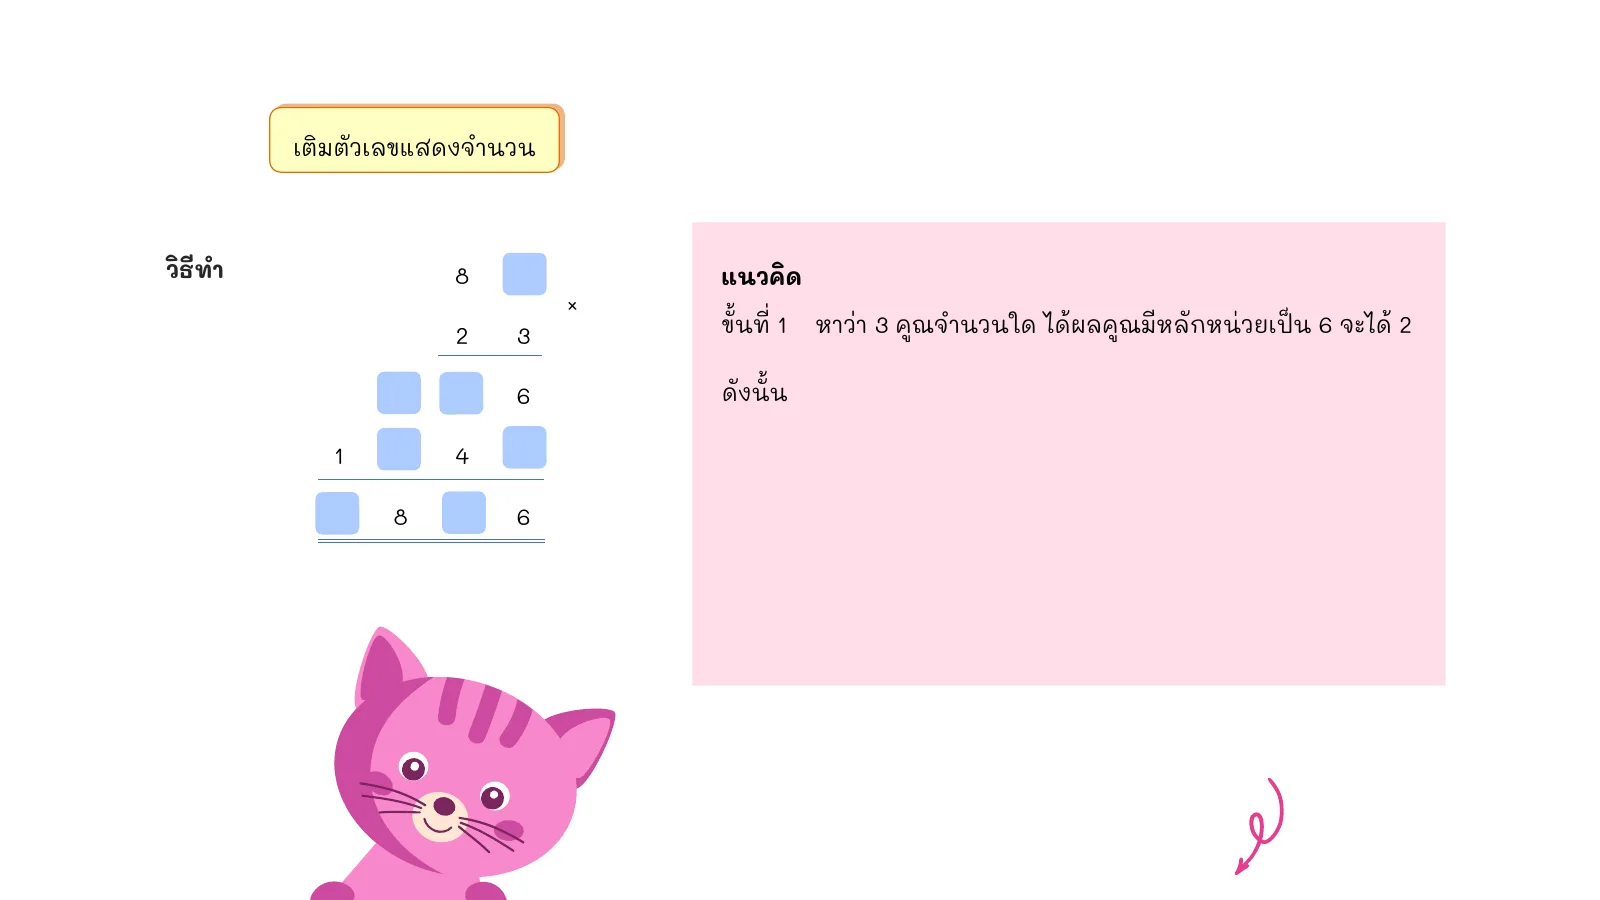 เติมตัวเลขแสดงจำนวน
วิธีทำ
8
×
2 3
6
1 4
8 6
แนวคิด
ขั้นที่ 1 หาว่า 3 คูณจำนวนใด ได้ผลคูณมีหลักหน่วยเป็น 6 จะได้ 2
ดังนั้น